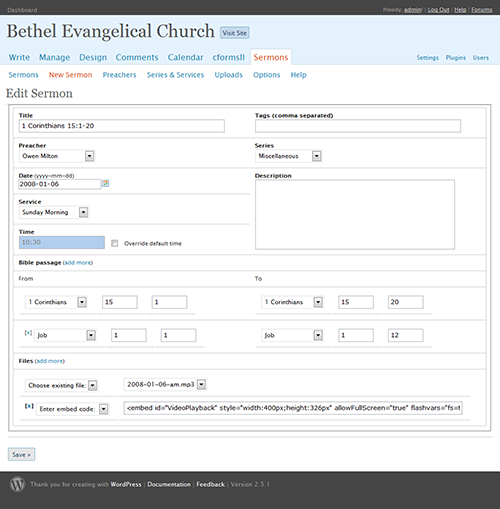 Dashboard Howdy, admin! | Log Out | Help | Forums
Bethel Evangelical Church Visit Site
Write Manage Design Comments Calendar cformsII Sermons Settings Plugins Users
Sermons New Sermon Preachers Series & Services Uploads Options Help
Edit Sermon
Title Tags (comma separated)
1 Corinthians 15:1-20
Preacher Series
Owen Milton Miscellaneous
Date (yyyy-mm-dd) Description
2008-01-06
Service
Sunday Morning
Time
10:30 Override default time
Bible passage (add more)
From To
1 Corinthians 15 1 1 Corinthians 15 20
[x] Job 1 1 Job 1 12
Files (add more)
Choose existing file: 2008-01-06-am.mp3
[x] Enter embed code: <embed id="VideoPlayback" style="width:400px;height:326px" allowFullScreen="true" flashvars="fs=t
Save »
Thank you for creating with WordPress | Documentation | Feedback | Version 2.5.1